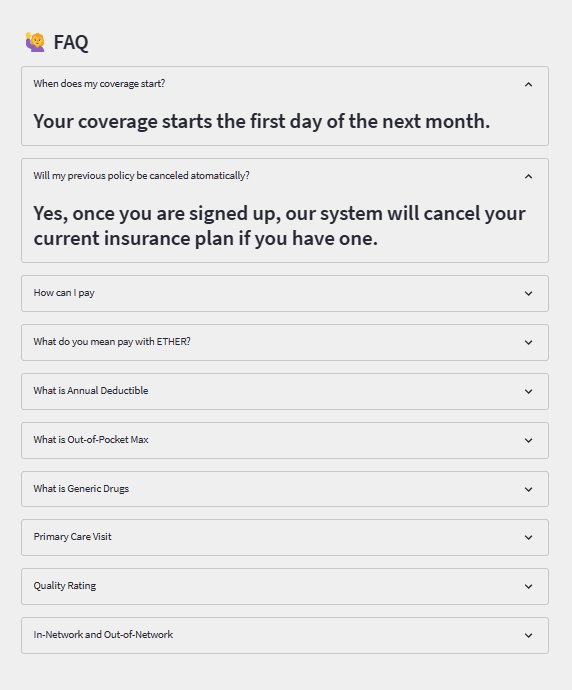 FAQ
When does my coverage start?
Your coverage starts the first day of the next month.
Will my previous policy be canceled atomatically?
Yes, once you are signed up, our system will cancel your
current insurance plan if you have one.
How can I pay
What do you mean pay with ETHER?
What is Annual Deductible
What is Out-of-Pocket Max
What is Generic Drugs
Primary Care Visit
Quality Rating
In-Network and Out-of-Network